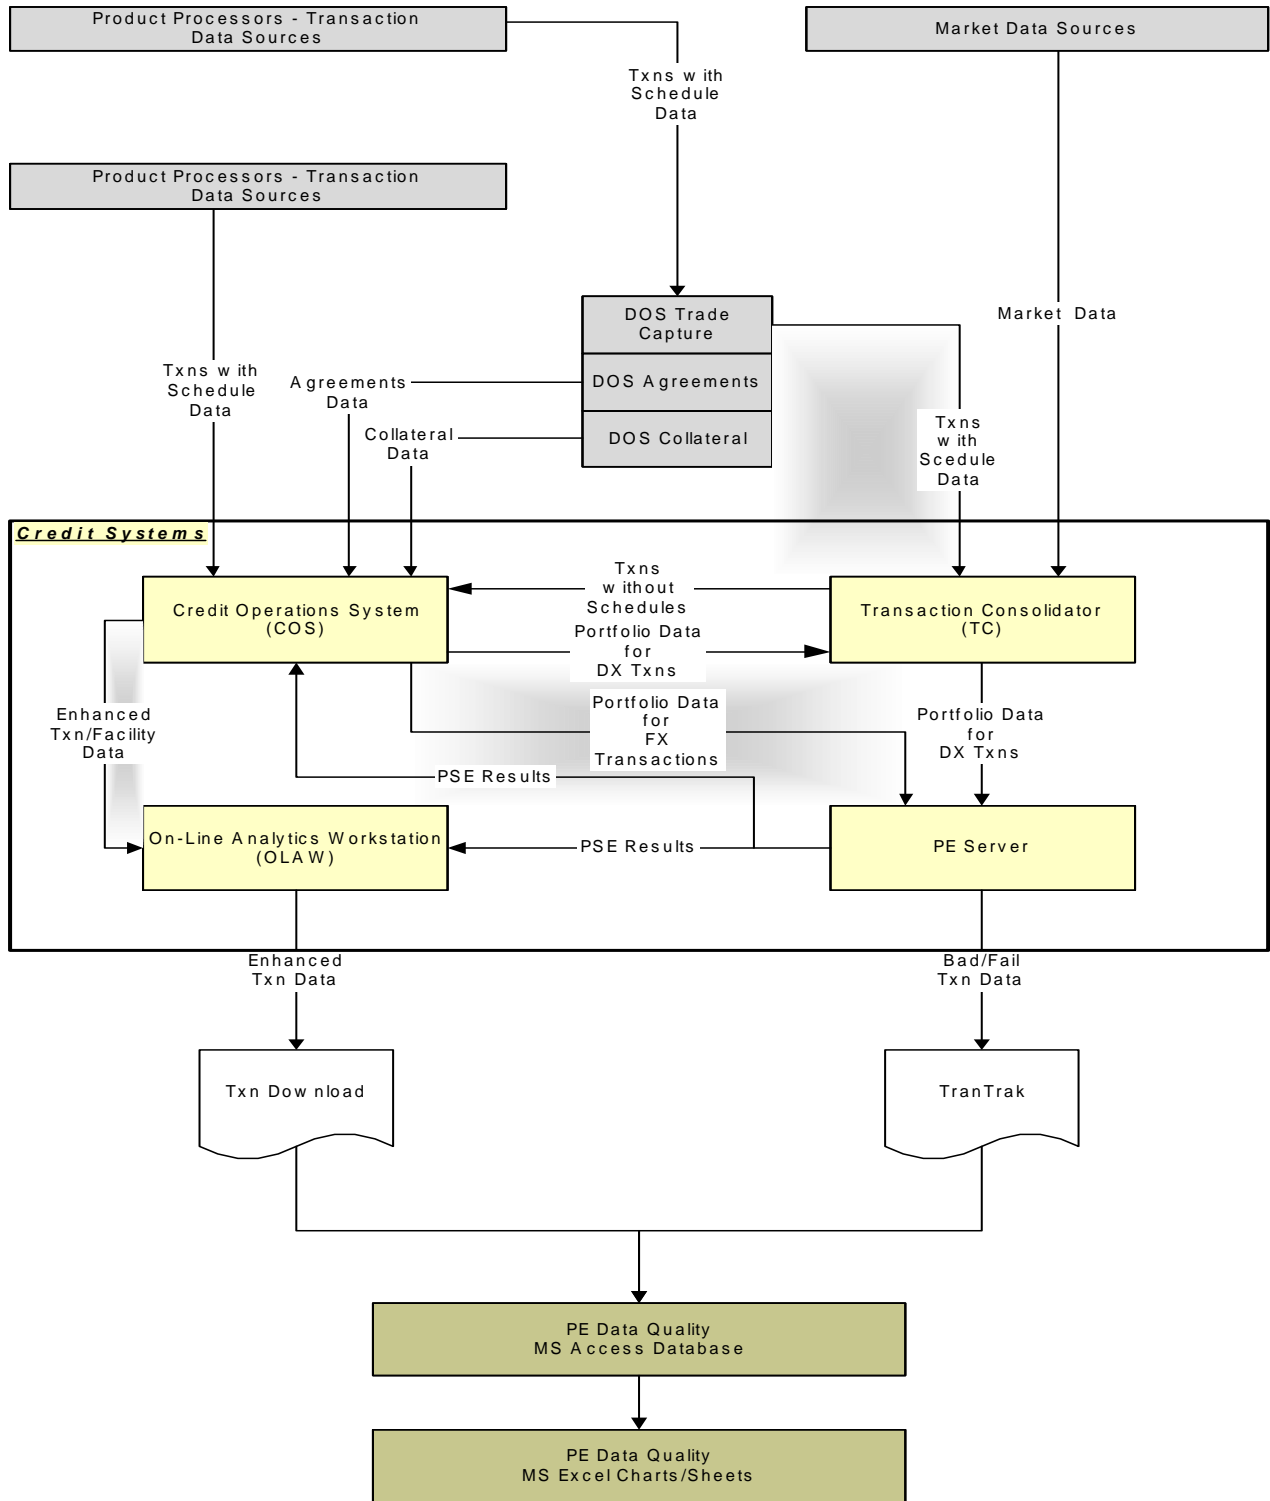 Product Processors - Transaction
Data Sources
Market Data Sources
Txns with
Schedule
Data
Product Processors - Transaction
Data Sources
DOS Trade
Capture
Market Data
DOS Agreements
DOS Collateral
Txns with
Schedule
Data
Agreements
Data
Collateral
Data
Txns
with
Scedule
Data
Credit Systems
Credit Operations System
(COS)
Txns
without
Schedules
Transaction Consolidator
(TC)
Portfolio Data
for
DX Txns
Enhanced
Txn/Facility
Data
Portfolio Data
for
FX
Transactions
Portfolio Data
for
DX Txns
PSE Results
On-Line Analytics Workstation
(OLAW)
PSE Results
PE Server
Enhanced
Txn Data
Bad/Fail
Txn Data
Txn Download
TranTrak
PE Data Quality
MS Access Database
PE Data Quality
MS Excel Charts/Sheets